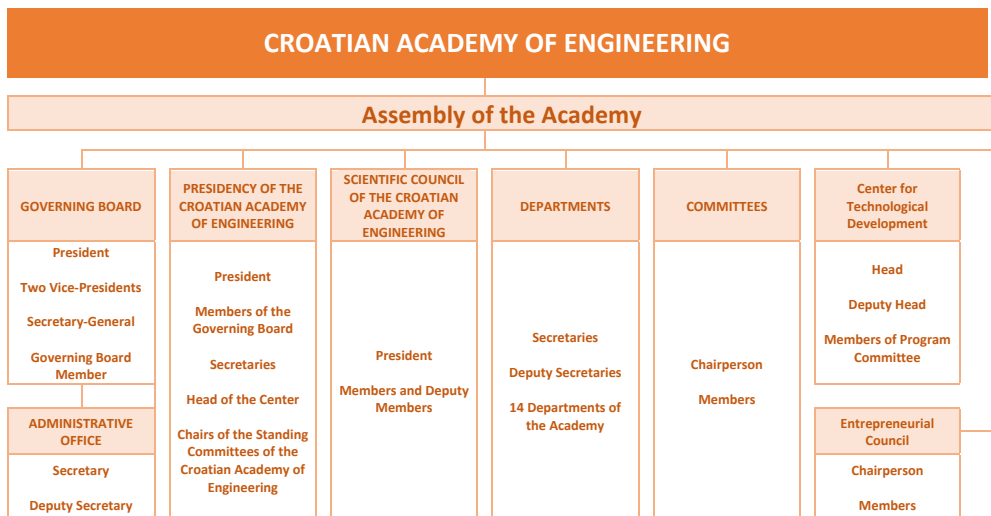 CROATIAN ACADEMY OF ENGINEERING
Assembly of the Academy
GOVERNING BOARD
President
Two Vice-Presidents
Secretary-General
Governing Board
Member
ADMINISTRATIVE
OFFICE
Secretary
Deputy Secretary
PRESIDENCY OF THE
CROATIAN ACADEMY
OF ENGINEERING
President
Members of the
Governing Board
Secretaries
Head of the Center
Chairs of the Standing
Committees of the
Croatian Academy of
Engineering
SCIENTIFIC COUNCIL
OF THE CROATIAN
ACADEMY OF
ENGINEERING
President
Members and Deputy
Members
DEPARTMENTS
Secretaries
Deputy Secretaries
14 Departments of
the Academy
COMMITTEES
Chairperson
Members
Center for
Technological
Development
Head
Deputy Head
Members of Program
Committee
Entrepreneurial
Council
Chairperson
Members